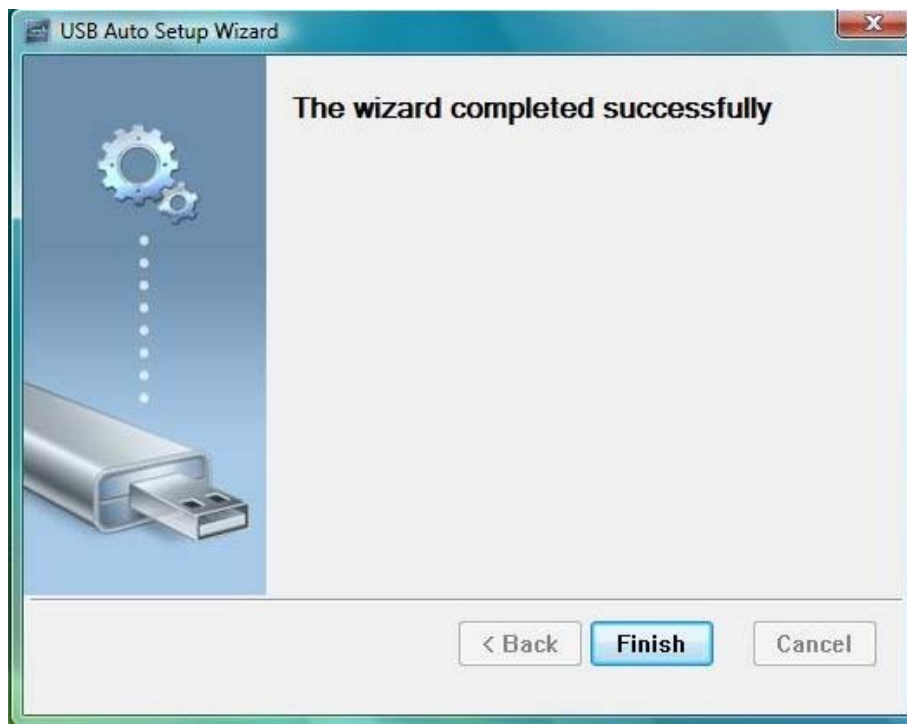 USB Auto Setup Wizard
X
The wizard completed successfully
< Back Finish Cancel